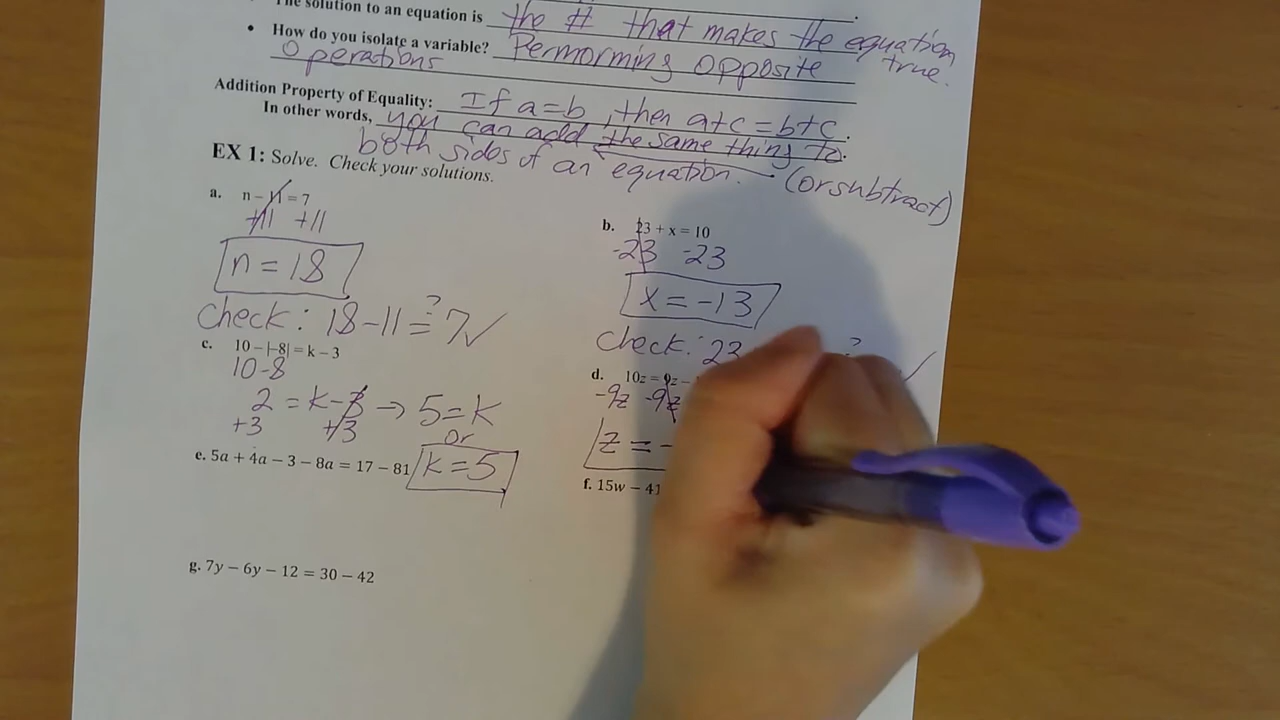 The solution to an equation is the # that makes the equation true.
• How do you isolate a variable? Permorming opposite
operations
Addition Property of Equality: If a=b, then a+c=b+c.
In other words, you can add the same thing to
both sides of an equation. (or subtract)
EX 1: Solve. Check your solutions.
a. n – 11 = 7
+11 +11
n = 18
check: 18-11 ?= 7 ✓
b. 23 + x = 10
-23 -23
x = -13
check: 23 ? ✓
c. 10 – |–8| = k – 3
10-8
2 = k-3 → 5=k
+3 +3 or
k=5
d. 10z = 9z –
-9z -9z
z = -
e. 5a + 4a – 3 – 8a = 17 – 81
f. 15w – 41
g. 7y – 6y – 12 = 30 – 42